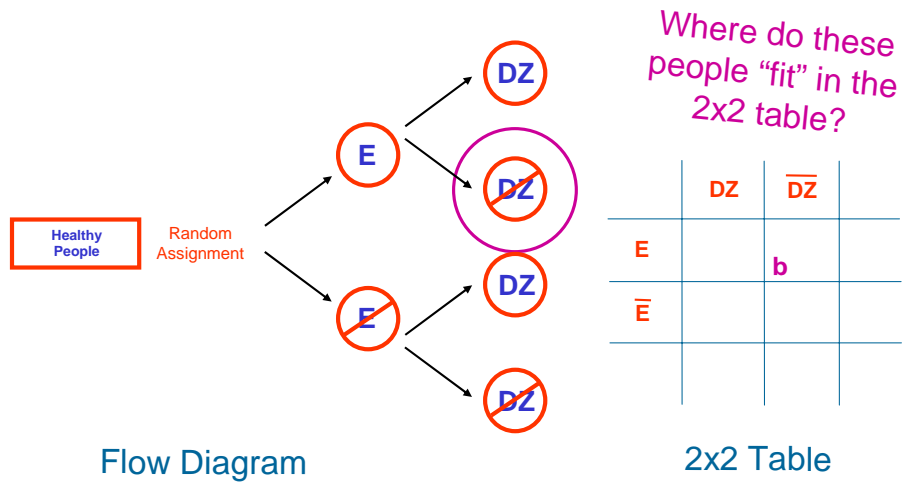 Where do these
people “fit” in the
2x2 table?
DZ
E
DZ
Healthy
People
Random
Assignment
DZ
E
DZ
DZ D̅Z̅
E
b
E̅
Flow Diagram
2x2 Table